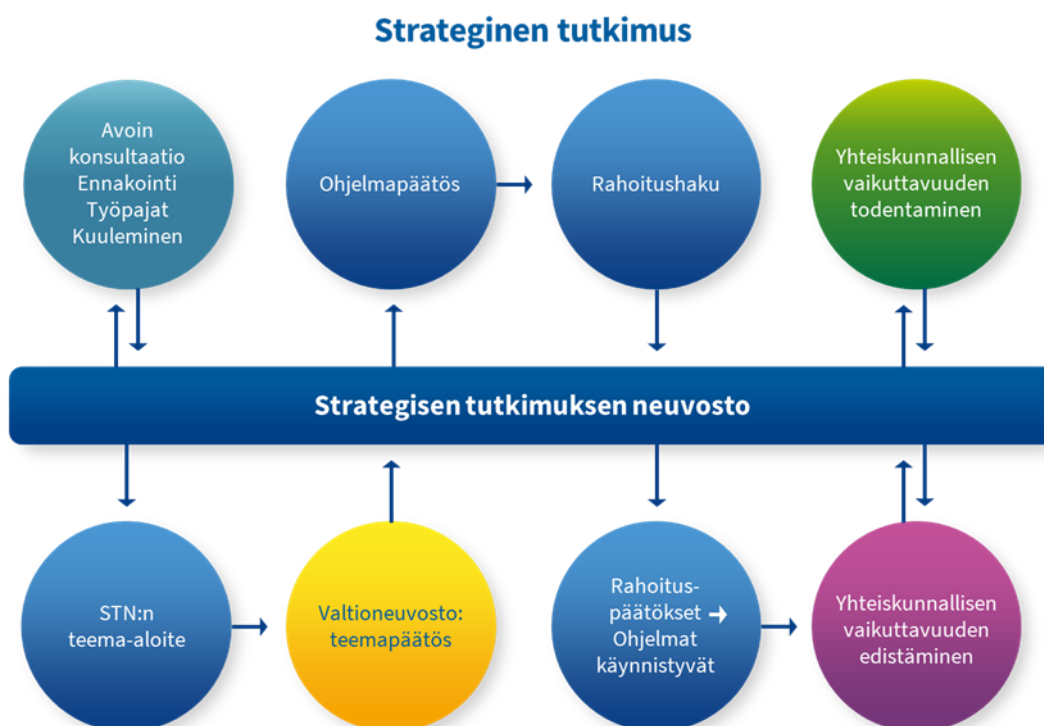 Strateginen tutkimus
Avoin
konsultaatio
Ennakointi
Työpajat
Kuuleminen
Ohjelmapäätös
Rahoitushaku
Yhteiskunnallisen
vaikuttavuuden
todentaminen
Strategisen tutkimuksen neuvosto
STN:n
teema-aloite
Valtioneuvosto:
teemapäätös
Rahoitus-
päätökset →
Ohjelmat
käynnistyvät
Yhteiskunnallisen
vaikuttavuuden
edistäminen